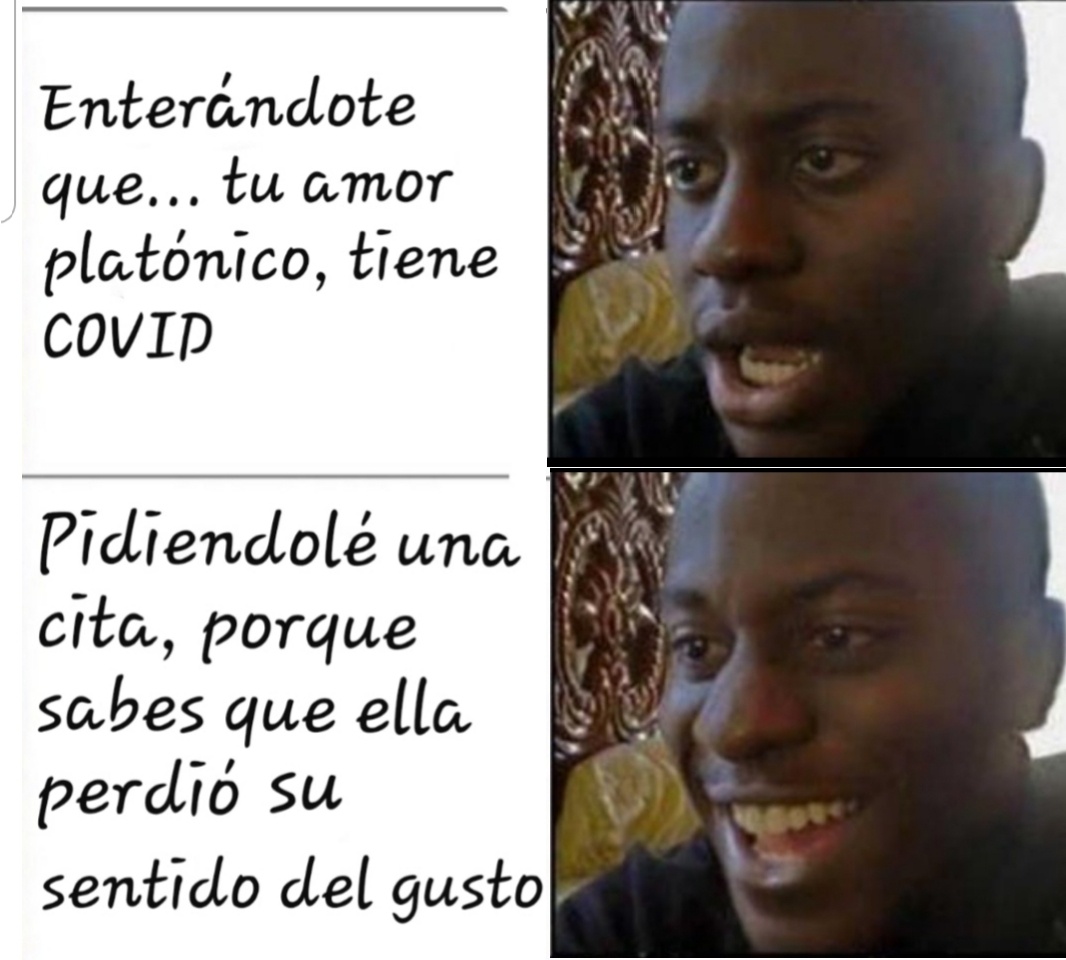 Enterándote
que... tu amor
platónico, tiene
COVID
Pidiendolé una
cita, porque
sabes que ella
perdió su
sentido del gusto